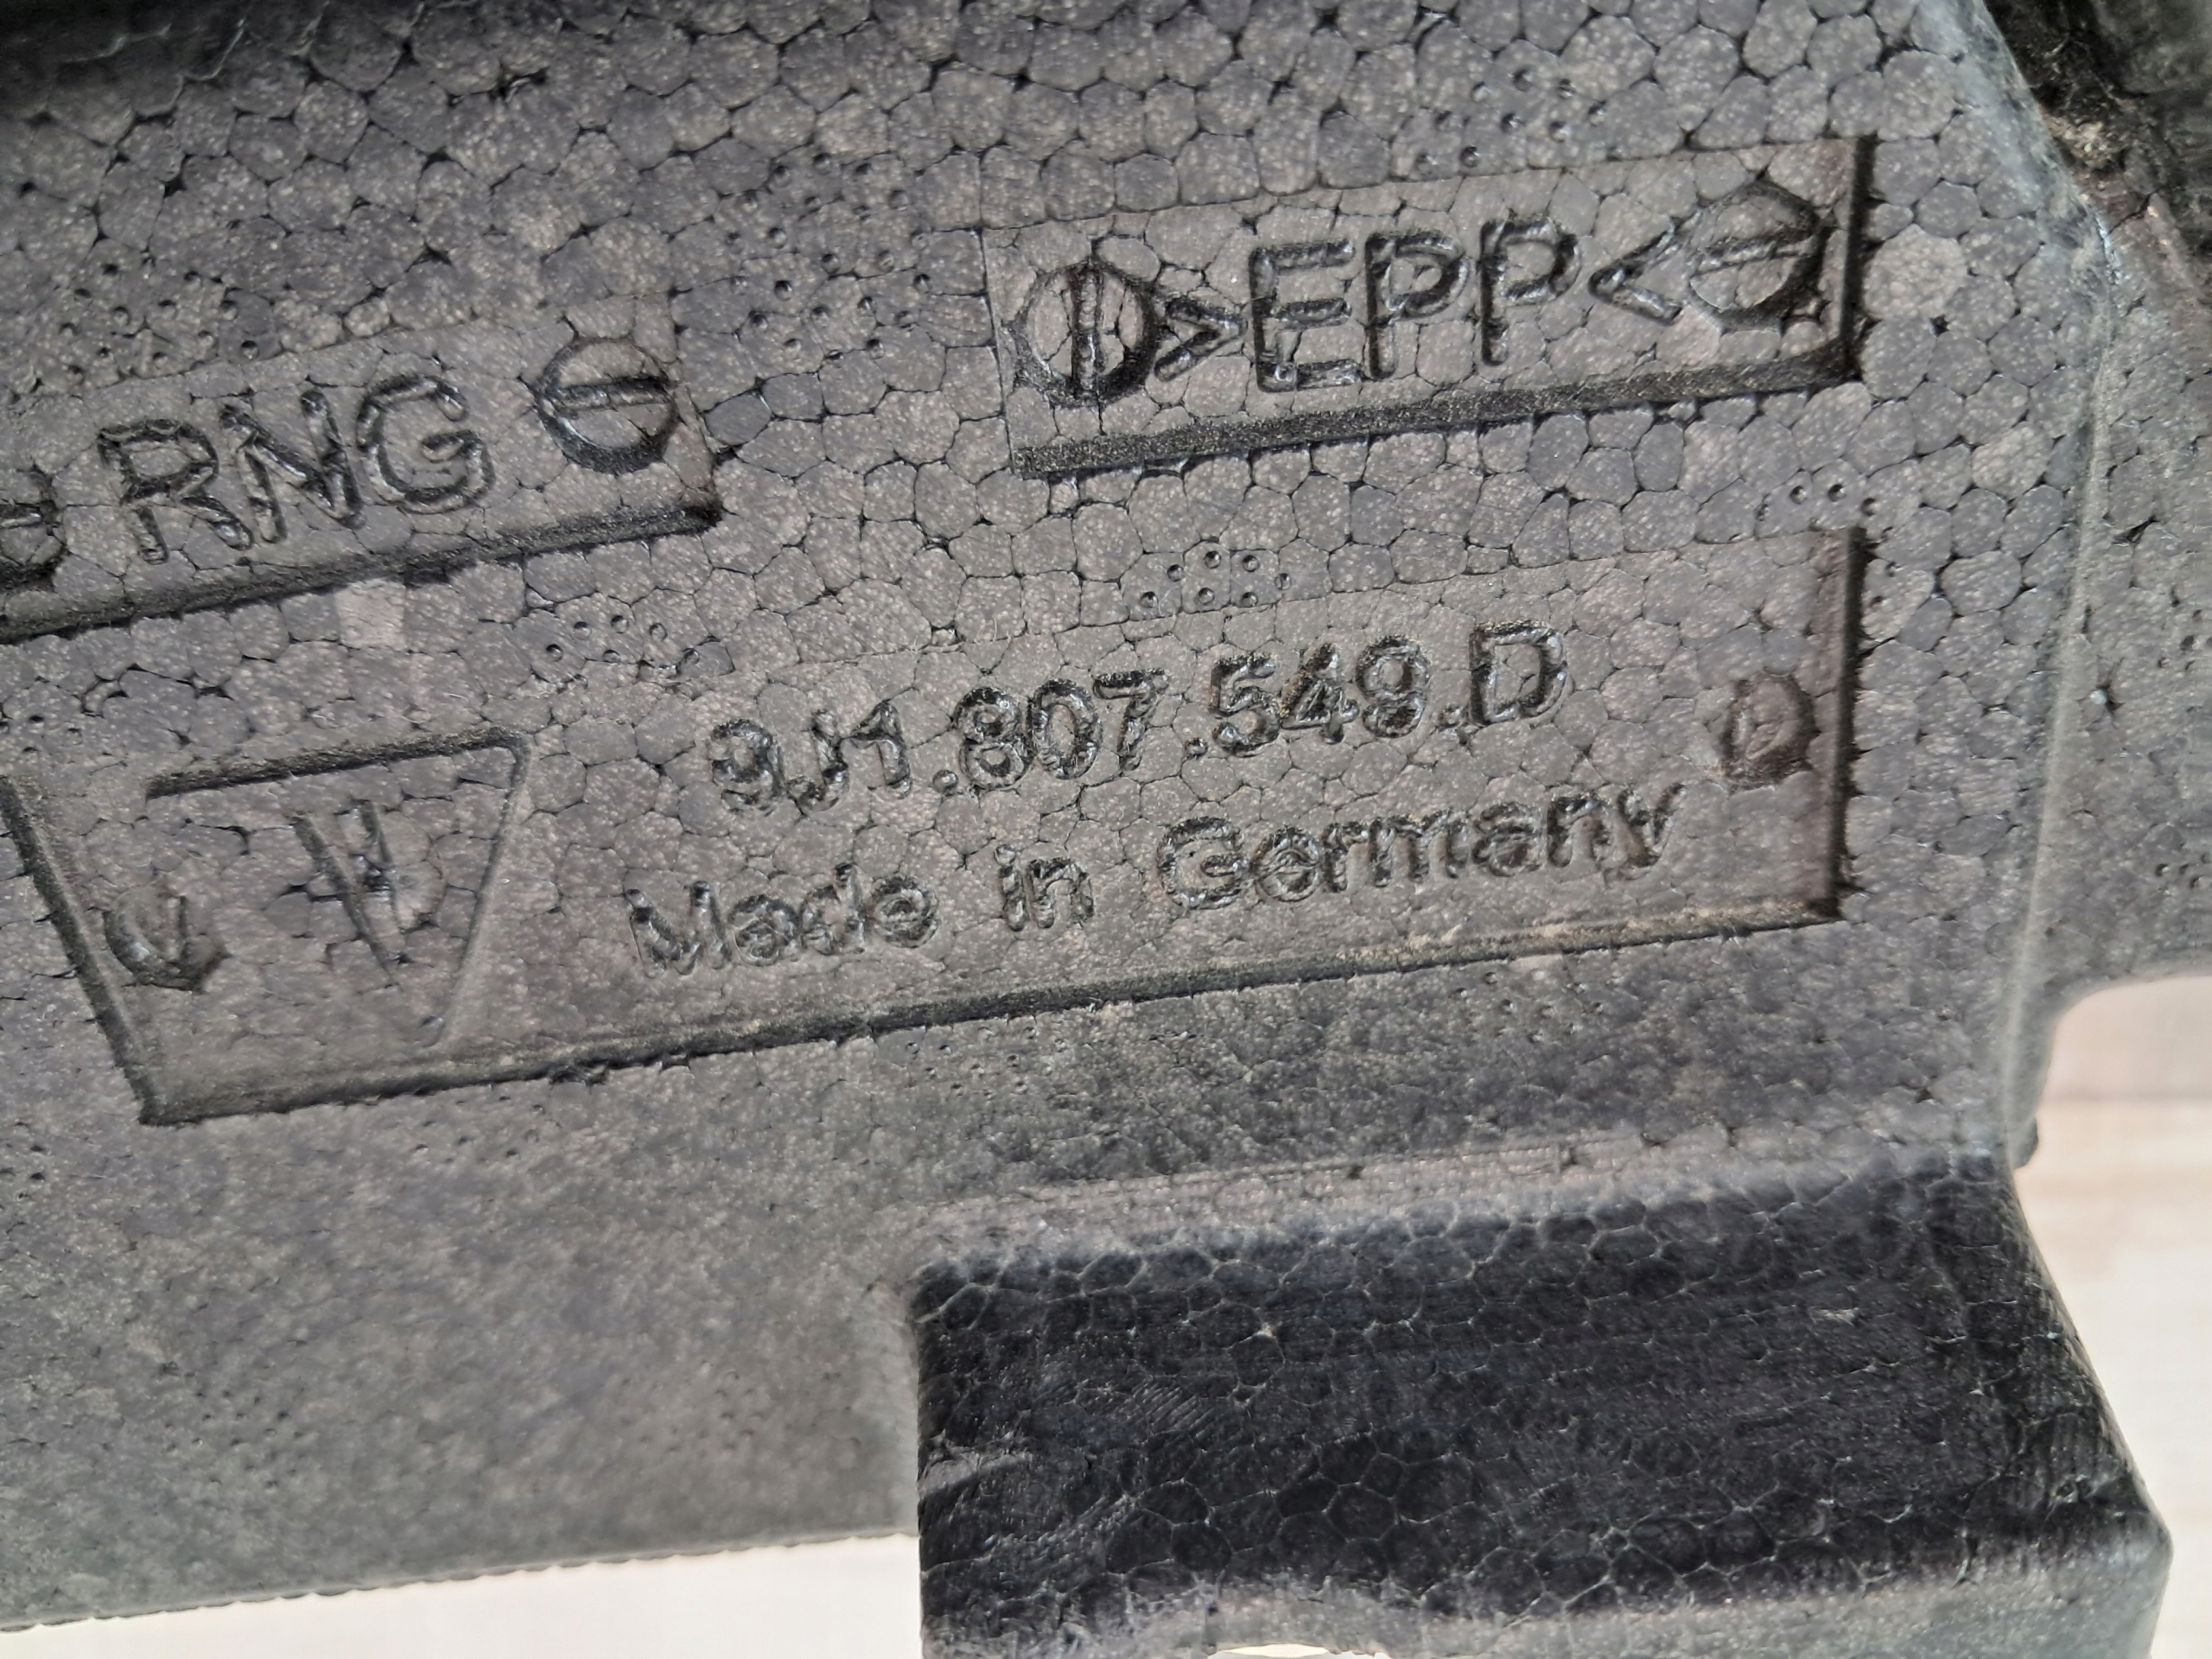 >EPP<
RNG
9J1.807.549.D
Made in Germany